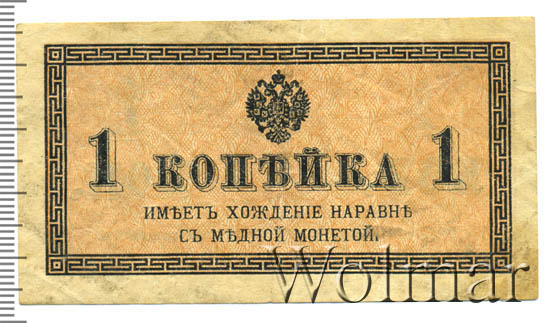 1 КОПѢЙКА 1
ИМѢЕТЪ ХОЖДЕНІЕ НАРАВНѢ
СЪ МѢДНОЙ МОНЕТОЙ.
Wolmar